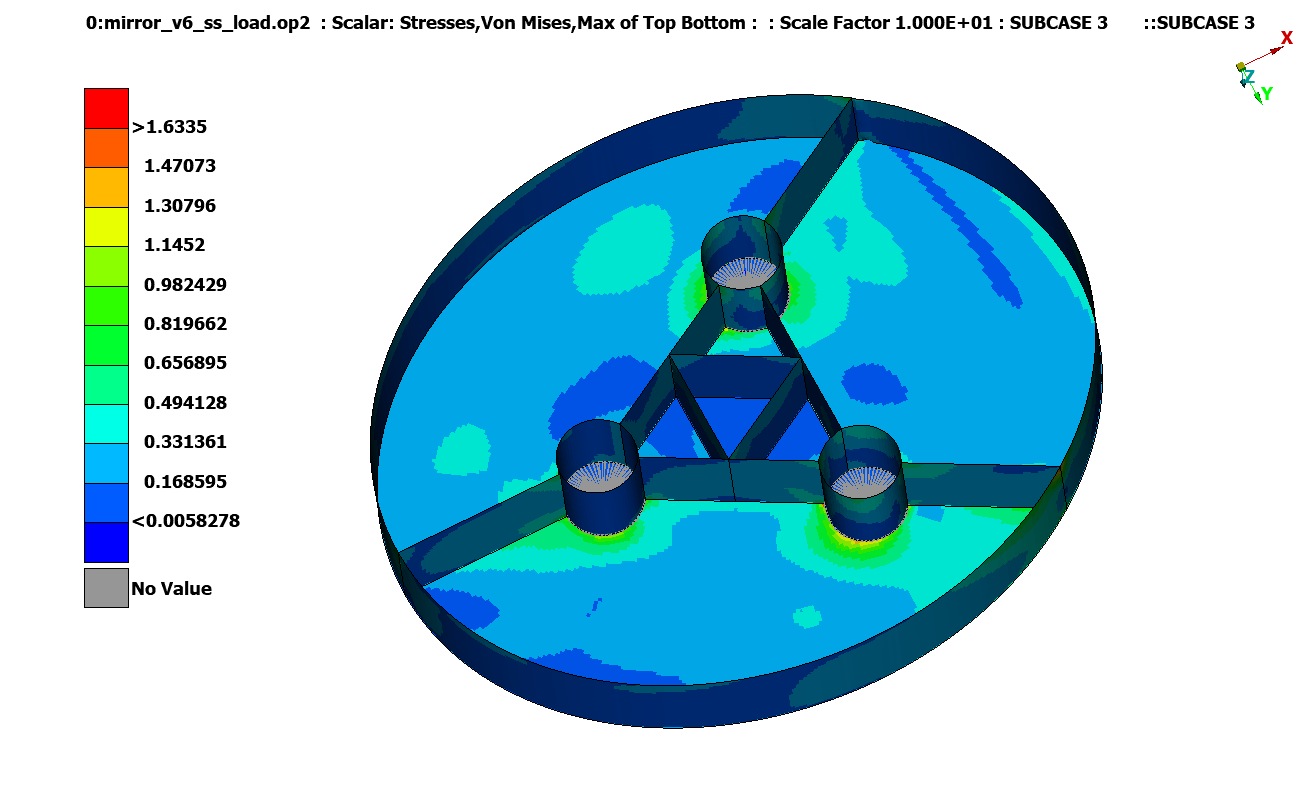 0:mirror_v6_ss_load.op2 : Scalar: Stresses,Von Mises,Max of Top Bottom : : Scale Factor 1.000E+01 : SUBCASE 3 ::SUBCASE 3
X
Z
Y
>1.6335
1.47073
1.30796
1.1452
0.982429
0.819662
0.656895
0.494128
0.331361
0.168595
<0.0058278
No Value